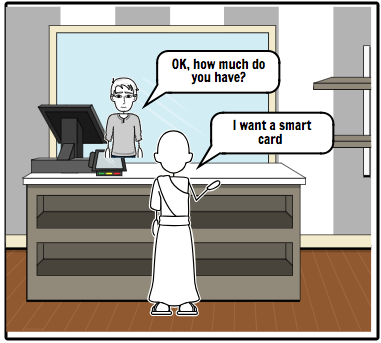 OK, how much do
you have?
I want a smart
card